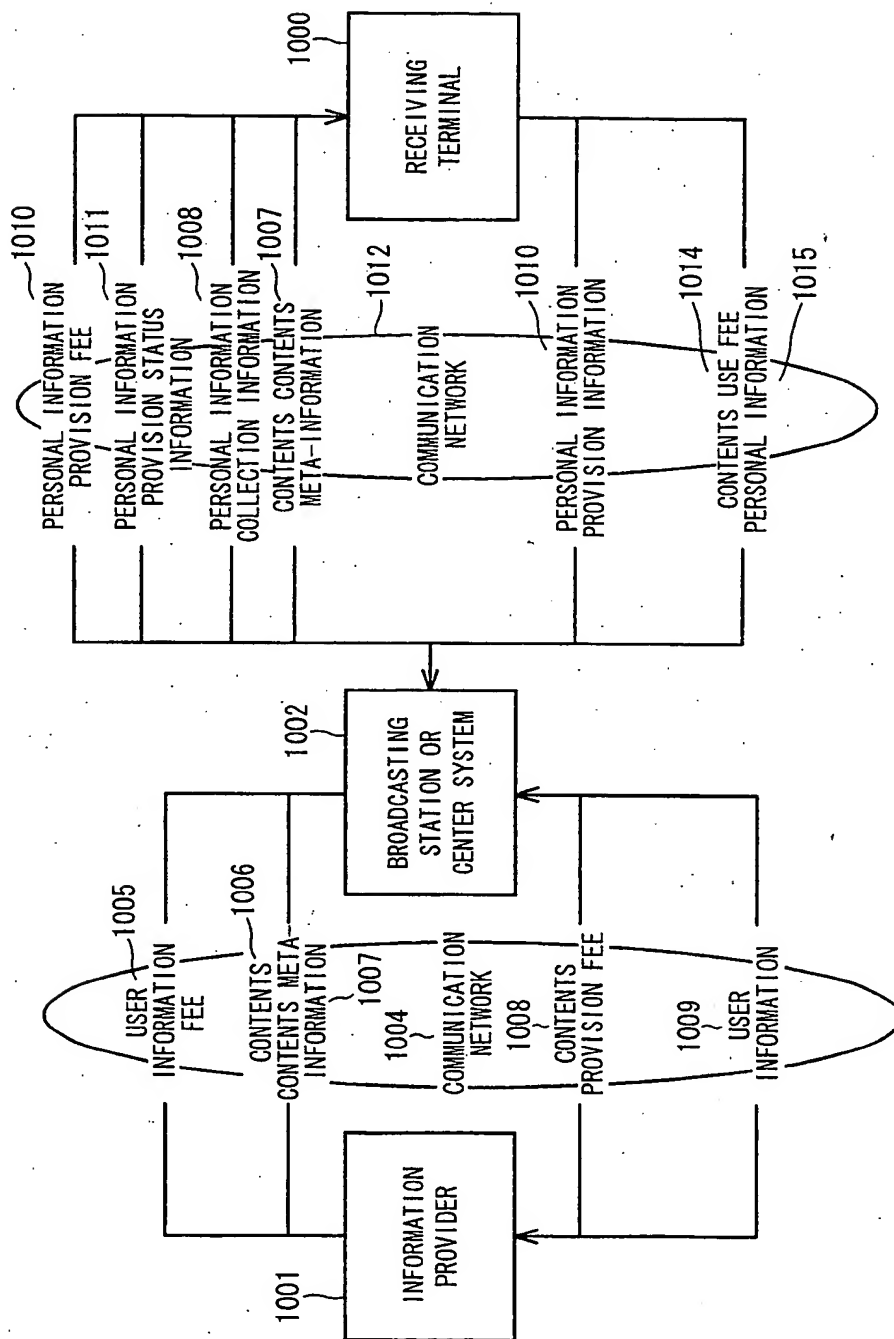 1001
INFORMATION
PROVIDER
1005
USER
INFORMATION
FEE
1006
CONTENTS
CONTENTS META-
INFORMATION
1007
1004
COMMUNICATION
NETWORK
1008
CONTENTS
PROVISION FEE
1009
USER
INFORMATION
1002
BROADCASTING
STATION OR
CENTER SYSTEM
1010
PERSONAL INFORMATION
PROVISION FEE
1011
PERSONAL INFORMATION
PROVISION STATUS
INFORMATION
1008
PERSONAL INFORMATION
COLLECTION INFORMATION
1007
CONTENTS CONTENTS
META-INFORMATION
1012
COMMUNICATION
NETWORK
1010
PERSONAL INFORMATION
PROVISION INFORMATION
1014
CONTENTS USE FEE
PERSONAL INFORMATION
1015
1000
RECEIVING
TERMINAL